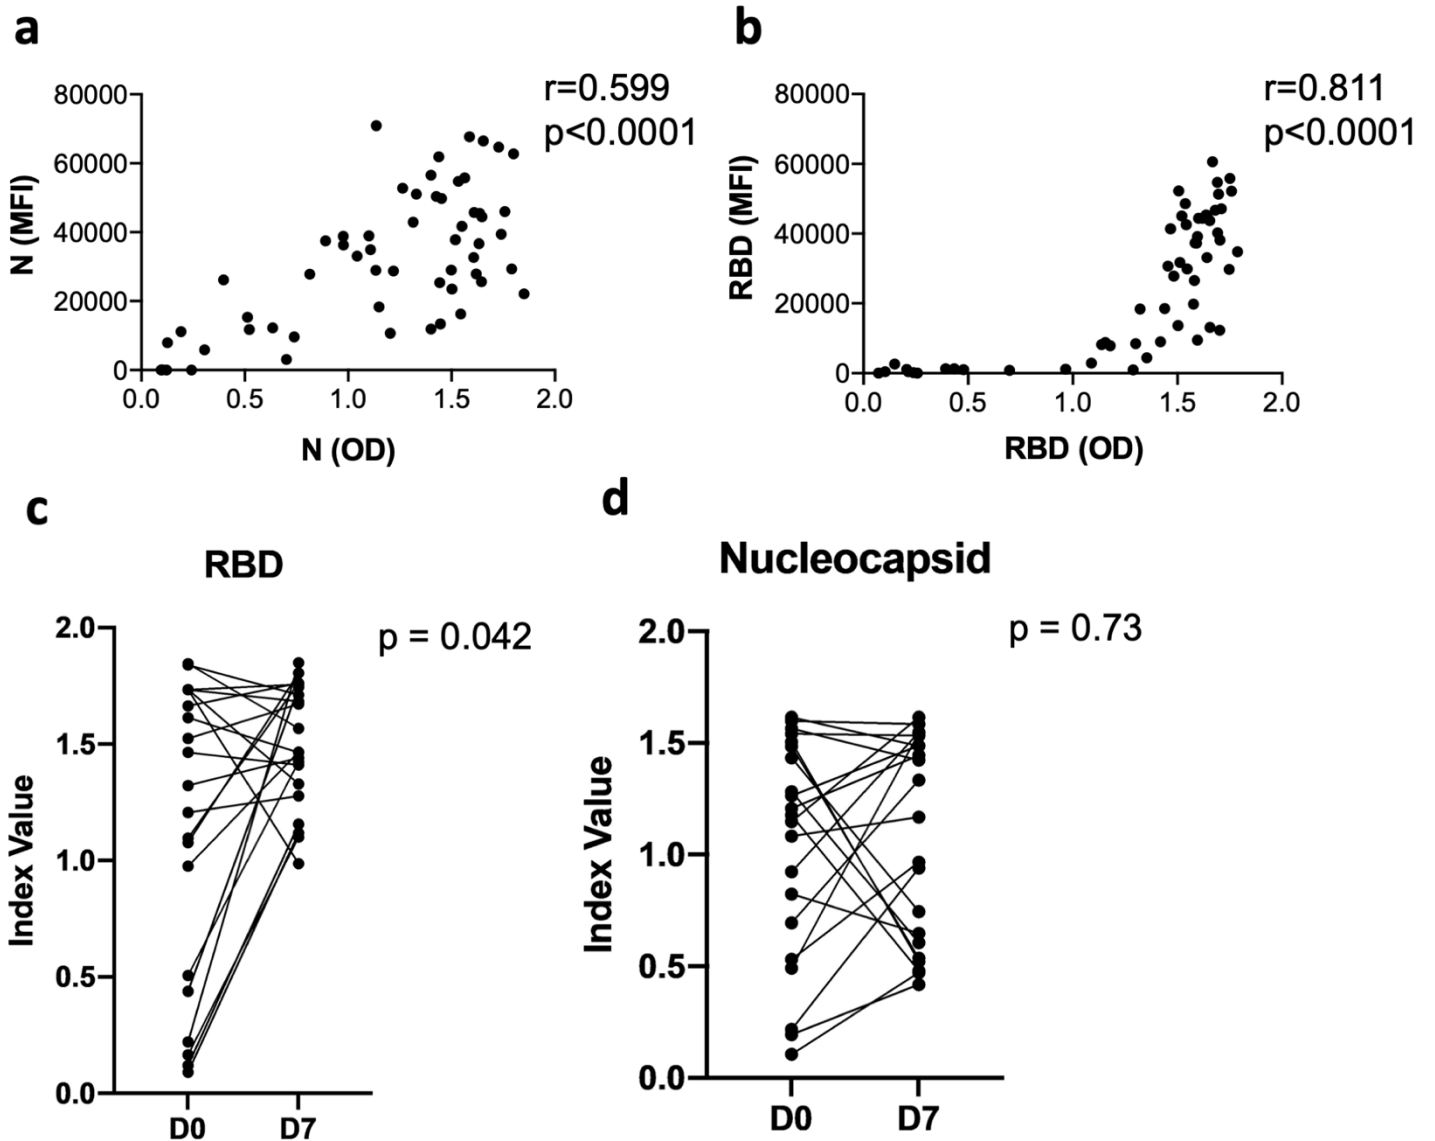 a
r=0.599
p<0.0001
80000
60000
40000
20000
0
N (MFI)
0.0 0.5 1.0 1.5 2.0
N (OD)
b
r=0.811
p<0.0001
80000
60000
40000
20000
0
RBD (MFI)
0.0 0.5 1.0 1.5 2.0
RBD (OD)
c
RBD
p = 0.042
2.0
1.5
1.0
0.5
0.0
Index Value
D0 D7
d
Nucleocapsid
p = 0.73
2.0
1.5
1.0
0.5
0.0
Index Value
D0 D7